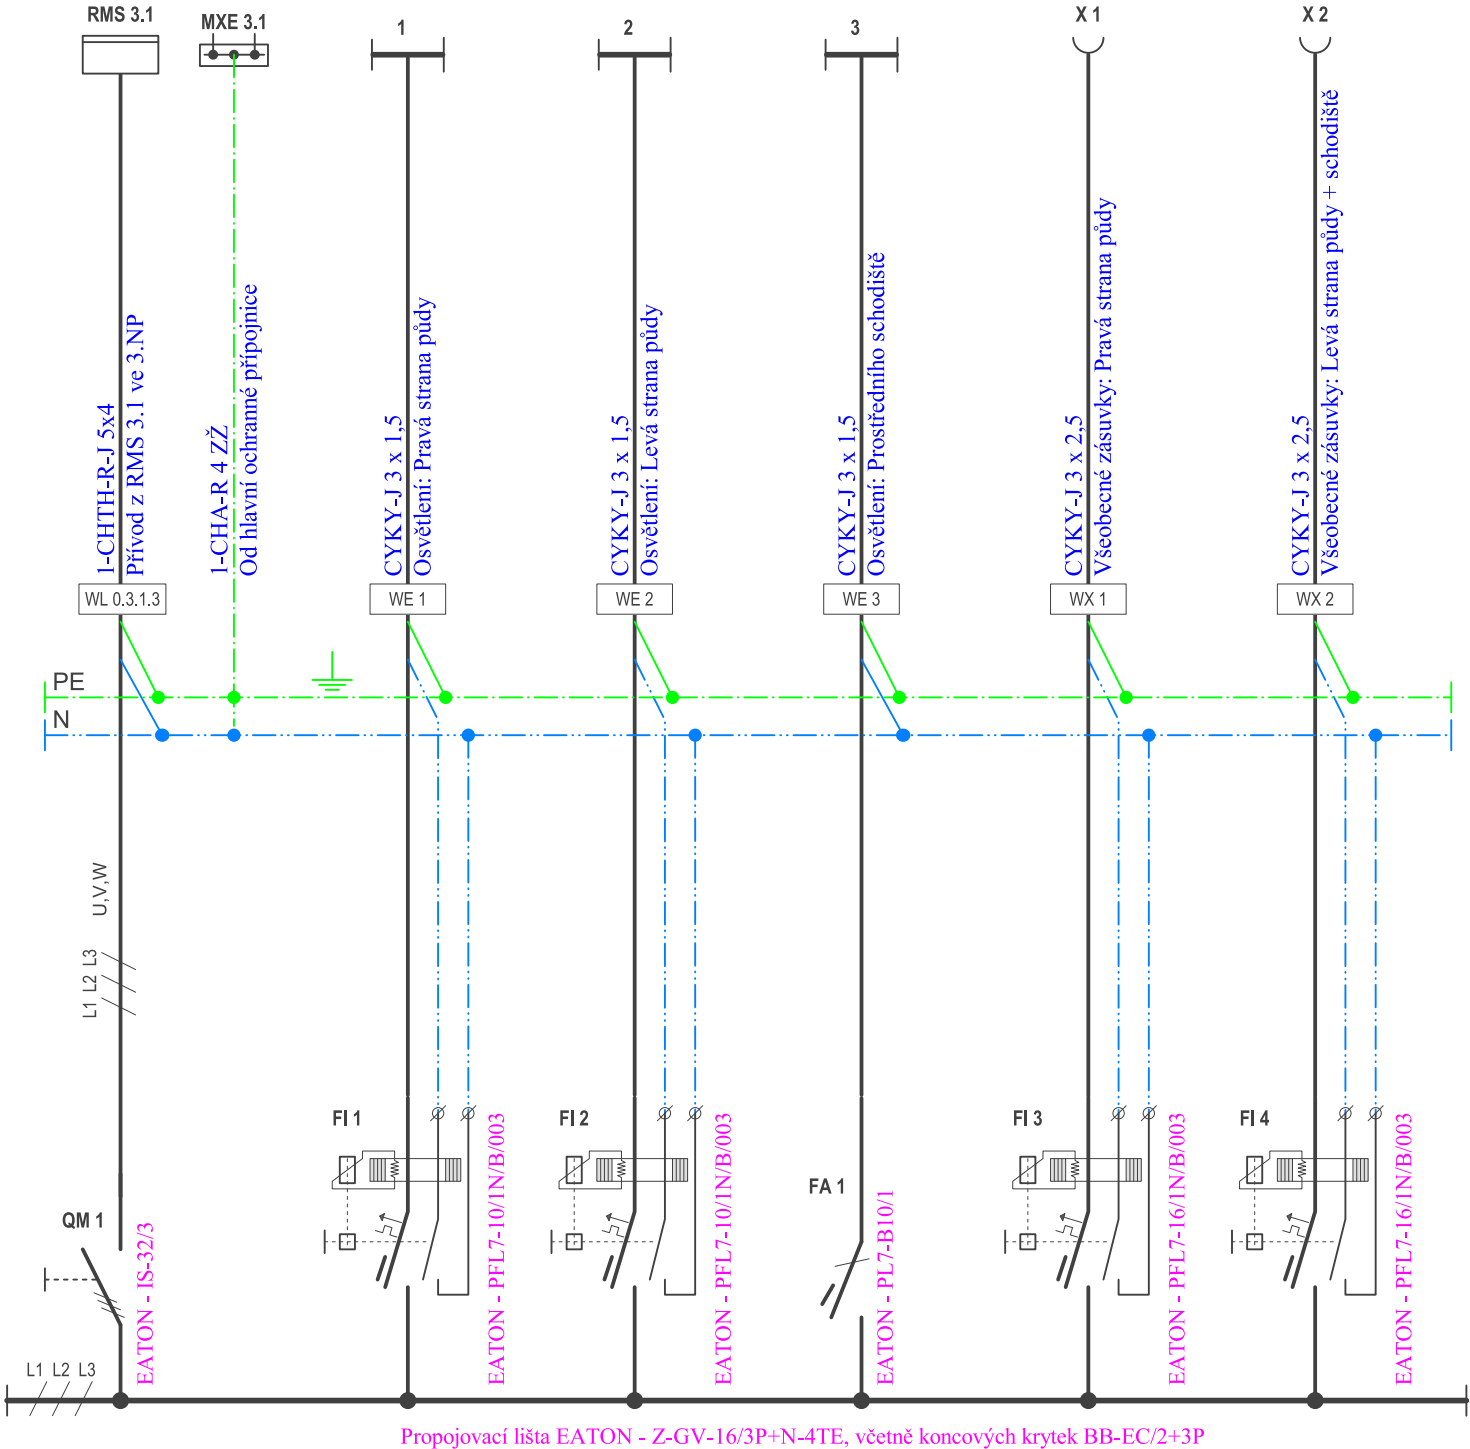 RMS 3.1
MXE 3.1
1
2
3
X 1
X 2
1-CHTH-R-J 5x4
Přívod z RMS 3.1 ve 3.NP
1-CHA-R 4 ZŽ
Od hlavní ochranné přípojnice
CYKY-J 3 x 1,5
Osvětlení: Pravá strana půdy
CYKY-J 3 x 1,5
Osvětlení: Levá strana půdy
CYKY-J 3 x 1,5
Osvětlení: Prostředního schodiště
CYKY-J 3 x 2,5
Všeobecné zásuvky: Pravá strana půdy
CYKY-J 3 x 2,5
Všeobecné zásuvky: Levá strana půdy + schodiště
WL 0.3.1.3
WE 1
WE 2
WE 3
WX 1
WX 2
PE
N
U,V,W
L1 L2 L3
QM 1
EATON - IS-32/3
FI 1
EATON - PFL7-10/1N/B/003
FI 2
EATON - PFL7-10/1N/B/003
FA 1
EATON - PL7-B10/1
FI 3
EATON - PFL7-16/1N/B/003
FI 4
EATON - PFL7-16/1N/B/003
L1 L2 L3
Propojovací lišta EATON - Z-GV-16/3P+N-4TE, včetně koncových krytek BB-EC/2+3P